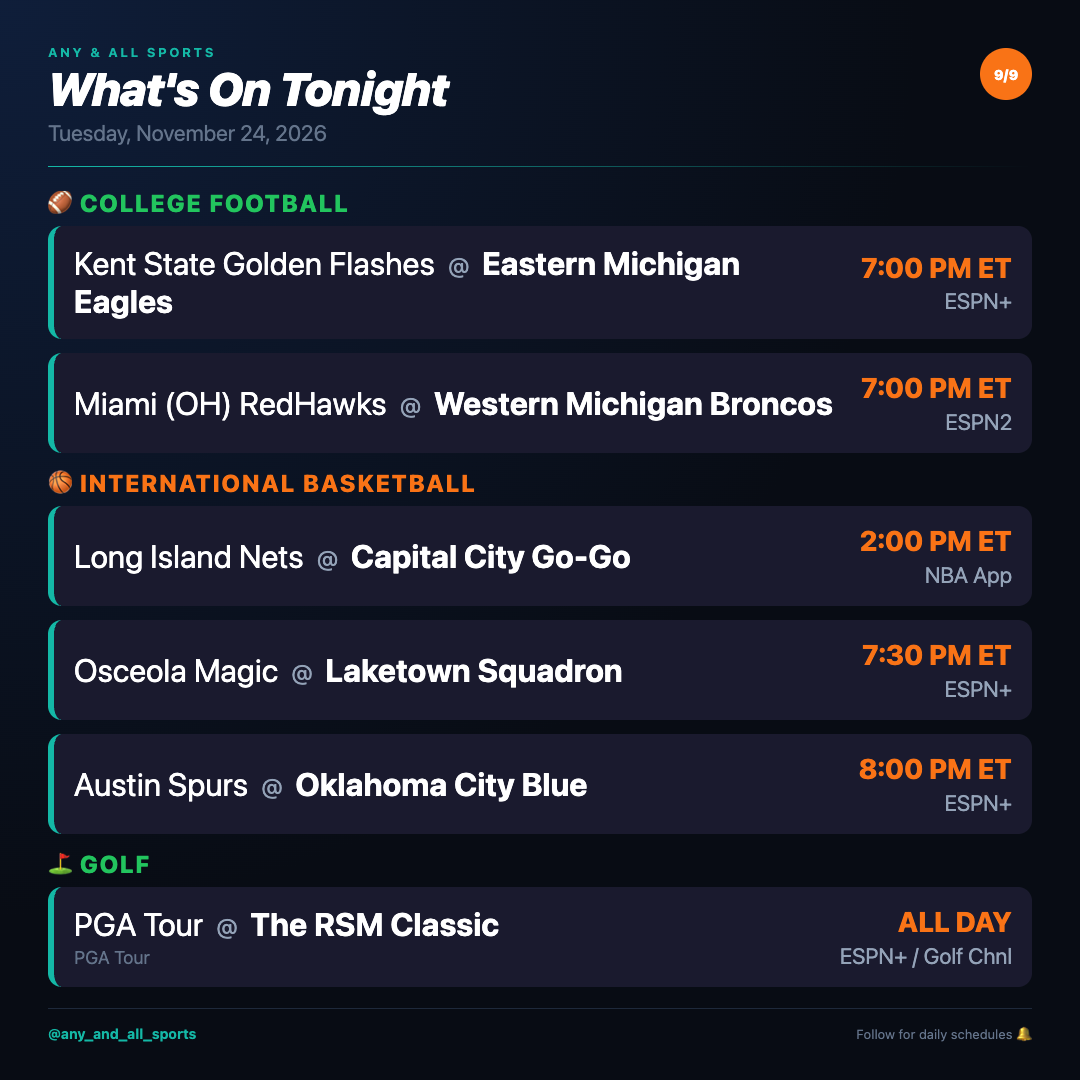 ANY & ALL SPORTS
What's On Tonight
9/9
Tuesday, November 24, 2026
🏈 COLLEGE FOOTBALL
Kent State Golden Flashes @ Eastern Michigan
Eagles
7:00 PM ET
ESPN+
Miami (OH) RedHawks @ Western Michigan Broncos
7:00 PM ET
ESPN2
🏀 INTERNATIONAL BASKETBALL
Long Island Nets @ Capital City Go-Go
2:00 PM ET
NBA App
Osceola Magic @ Laketown Squadron
7:30 PM ET
ESPN+
Austin Spurs @ Oklahoma City Blue
8:00 PM ET
ESPN+
⛳ GOLF
PGA Tour @ The RSM Classic
PGA Tour
ALL DAY
ESPN+ / Golf Chnl
@any_and_all_sports
Follow for daily schedules 🔔